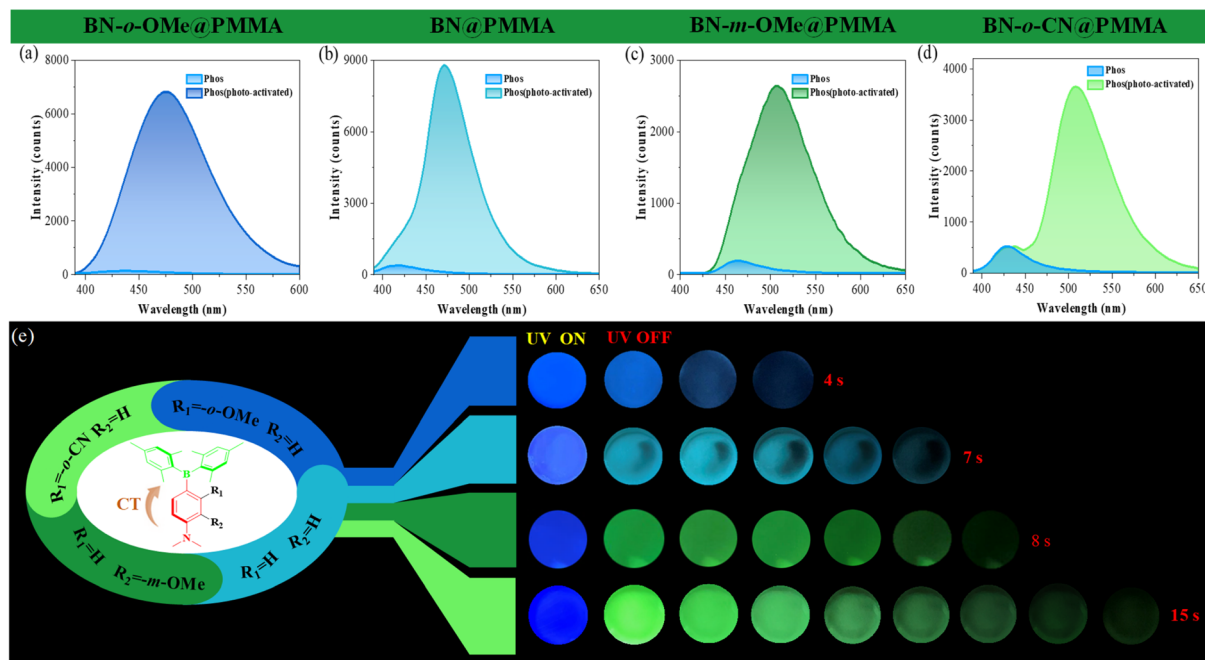 BN-o-OMe@PMMA
BN@PMMA
BN-m-OMe@PMMA
BN-o-CN@PMMA
(a)
8000
6000
4000
2000
0
Intensity (counts)
Phos
Phos(photo-activated)
400 450 500 550 600
Wavelength (nm)
(b)
9000
6000
3000
0
Intensity (counts)
Phos
Phos(photo-activated)
400 450 500 550 600 650
Wavelength (nm)
(c)
3000
2000
1000
0
Intensity (counts)
Phos
Phos(photo-activated)
400 450 500 550 600 650
Wavelength (nm)
(d)
4000
3000
2000
1000
0
Intensity (counts)
Phos
Phos(photo-activated)
400 450 500 550 600 650
Wavelength (nm)
(e)
UV ON
UV OFF
R₁=-o-CN R₂=H
R₁=-o-OMe R₂=H
R₁=H R₂=-m-OMe
R₁=H R₂=H
B
R₁
R₂
N
CT
4 s
7 s
8 s
15 s